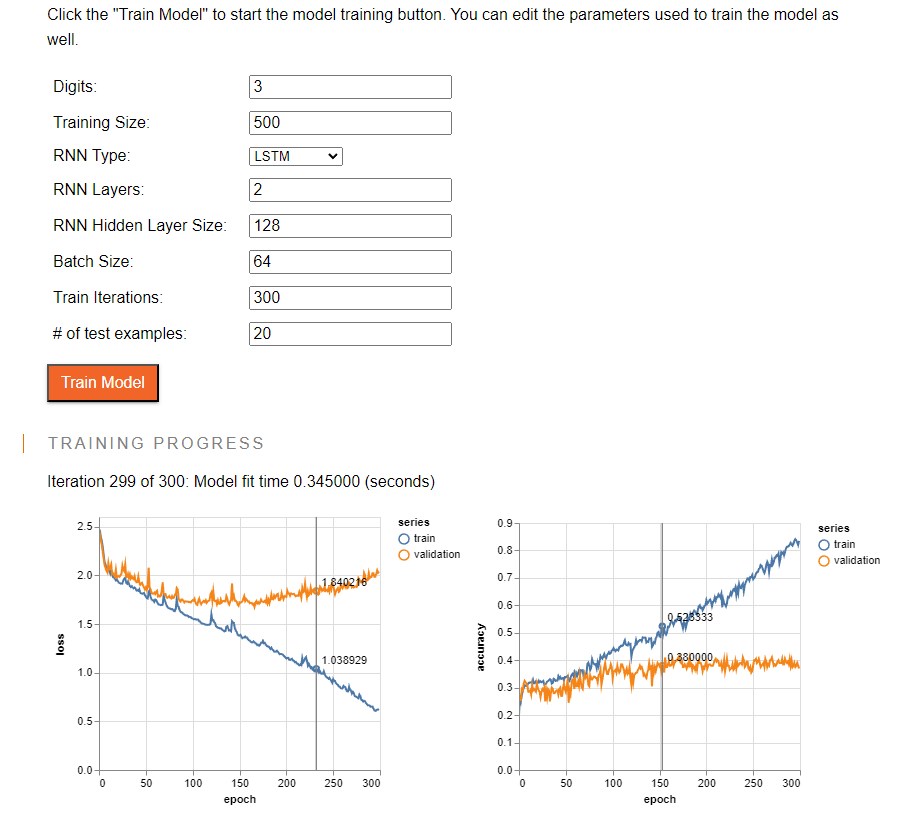 Click the "Train Model" to start the model training button. You can edit the parameters used to train the model as
well.
Digits: 3
Training Size: 500
RNN Type: LSTM
RNN Layers: 2
RNN Hidden Layer Size: 128
Batch Size: 64
Train Iterations: 300
# of test examples: 20
Train Model
TRAINING PROGRESS
Iteration 299 of 300: Model fit time 0.345000 (seconds)
2.5
2.0
1.5
1.0
0.5
0.0
loss
0 50 100 150 200 250 300
epoch
1.840216
1.038929
series
train
validation
0.9
0.8
0.7
0.6
0.5
0.4
0.3
0.2
0.1
0.0
accuracy
0 50 100 150 200 250 300
epoch
0.523333
0.380000
series
train
validation